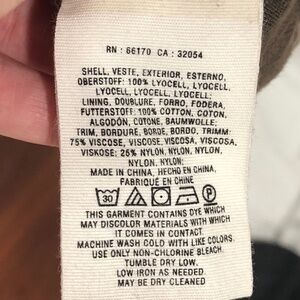 RN : 66170 CA : 32054
SHELL, VESTE, EXTERIOR, ESTERNO,
OBERSTOFF: 100% LYOCELL, LYOCELL,
LYOCELL, LYOCELL, LYOCELL;
LINING, DOUBLURE, FORRO, FODERA,
FUTTERSTOFF: 100% COTTON, COTON,
ALGODÓN, COTONE, BAUMWOLLE;
TRIM, BORDURE, BORDE, BORDO, TRIMM:
75% VISCOSE, VISCOSE, VISCOSA, VISCOSA,
VISKOSE; 25% NYLON, NYLON, NYLON,
NYLON, NYLON;
MADE IN CHINA, HECHO EN CHINA,
FABRIQUÉ EN CHINE
30 P
THIS GARMENT CONTAINS DYE WHICH
MAY DISCOLOR MATERIALS WITH WHICH
IT COMES IN CONTACT.
MACHINE WASH COLD WITH LIKE COLORS.
USE ONLY NON-CHLORINE BLEACH.
TUMBLE DRY LOW.
LOW IRON AS NEEDED.
MAY BE DRY CLEANED